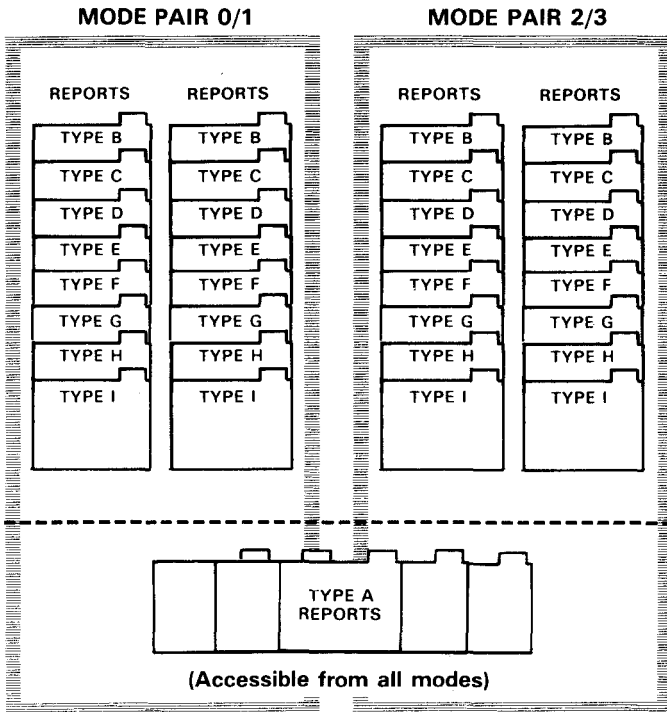 MODE PAIR 0/1
MODE PAIR 2/3
REPORTS
TYPE B
TYPE C
TYPE D
TYPE E
TYPE F
TYPE G
TYPE H
TYPE I
REPORTS
TYPE B
TYPE C
TYPE D
TYPE E
TYPE F
TYPE G
TYPE H
TYPE I
REPORTS
TYPE B
TYPE C
TYPE D
TYPE E
TYPE F
TYPE G
TYPE H
TYPE I
REPORTS
TYPE B
TYPE C
TYPE D
TYPE E
TYPE F
TYPE G
TYPE H
TYPE I
TYPE A
REPORTS
(Accessible from all modes)